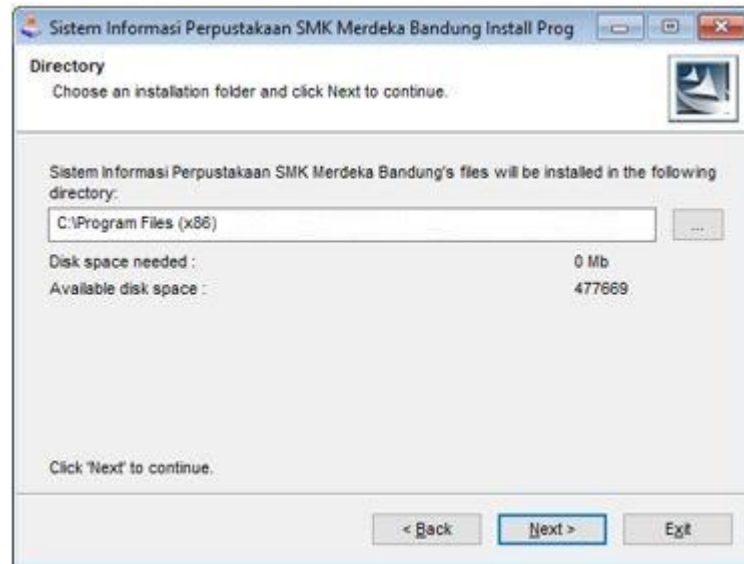 Sistem Informasi Perpustakaan SMK Merdeka Bandung Install Prog
Directory
Choose an installation folder and click Next to continue.
Sistem Informasi Perpustakaan SMK Merdeka Bandung's files will be installed in the following
directory:
C:\Program Files (x86)
...
Disk space needed : 0 Mb
Available disk space : 477669
Click 'Next' to continue.
< Back Next > Exit